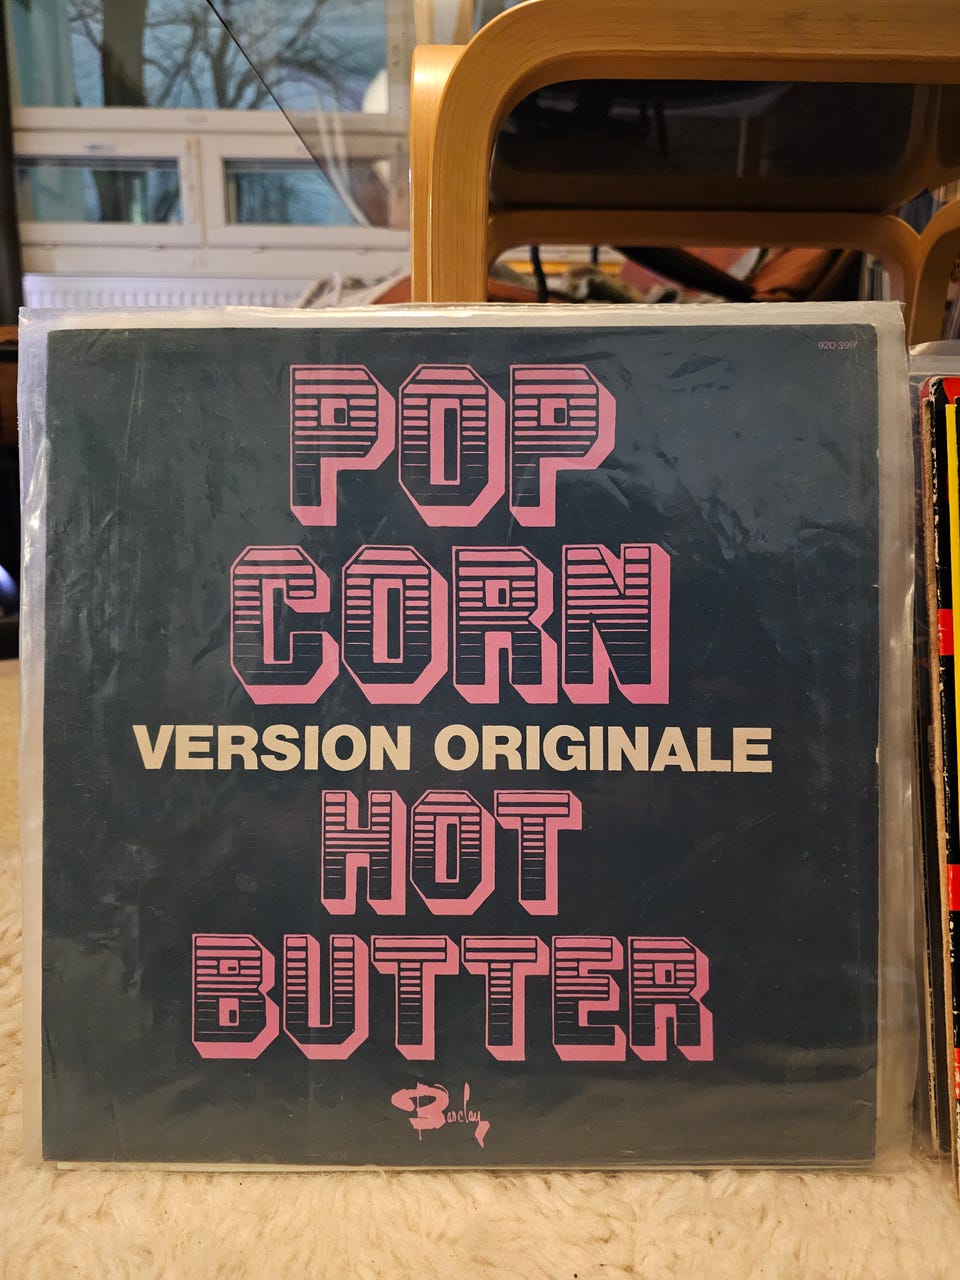 920 399
POP
CORN
VERSION ORIGINALE
HOT
BUTTER
Barclay